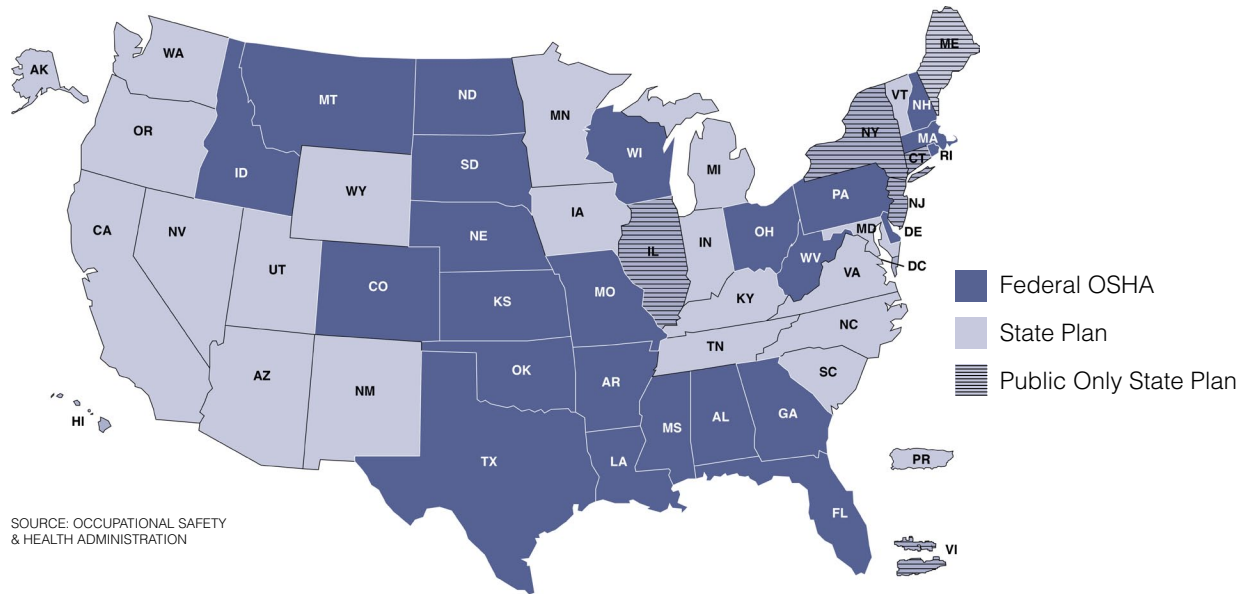 ME
WA
AK
VT
MT
ND
NH
MN
OR
NY
MA
WI
RI
CT
SD
ID
MI
WY
PA
NJ
IA
NE
OH
MD
DE
CA
NV
IN
IL
WV
DC
UT
VA
CO
MO
KS
KY
Federal OSHA
NC
TN
State Plan
OK
AZ
AR
SC
NM
Public Only State Plan
HI
MS
AL
GA
TX
LA
PR
FL
SOURCE: OCCUPATIONAL SAFETY
& HEALTH ADMINISTRATION
VI